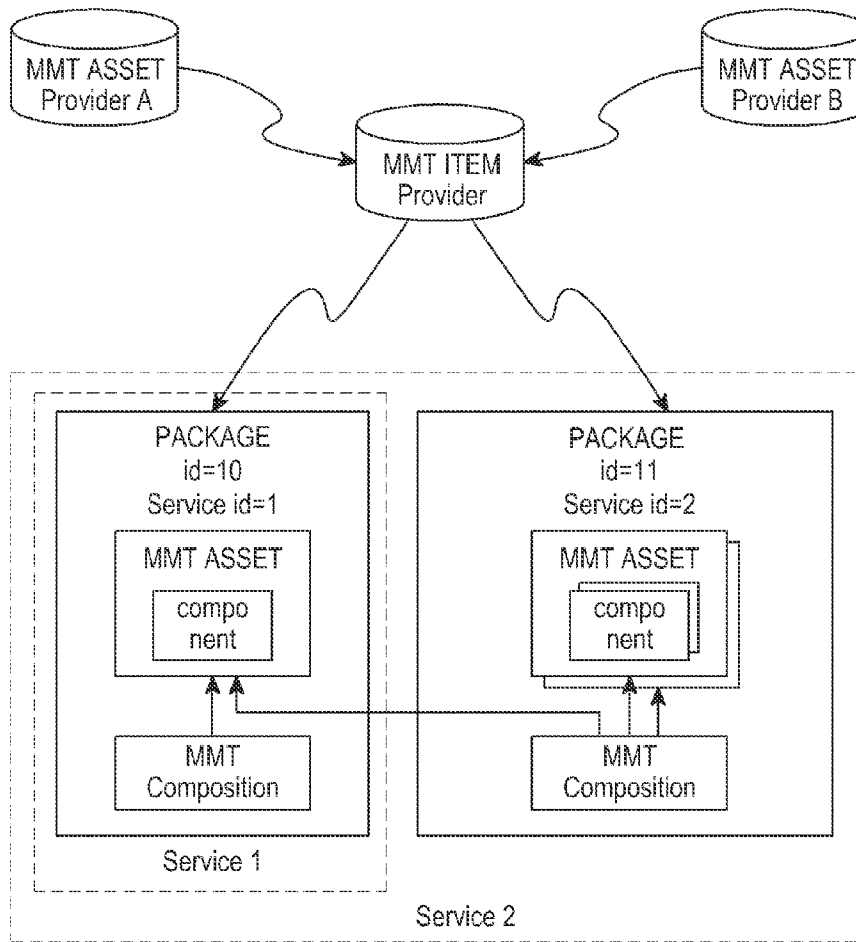 MMT ASSET
Provider A
MMT ASSET
Provider B
MMT ITEM
Provider
PACKAGE
id=10
Service id=1
MMT ASSET
compo
nent
MMT
Composition
Service 1
PACKAGE
id=11
Service id=2
MMT ASSET
compo
nent
MMT
Composition
Service 2